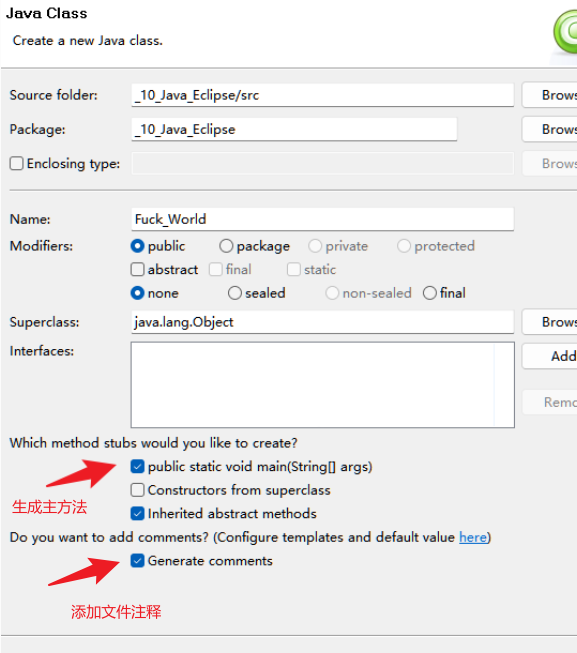 Java Class
Create a new Java class.
Source folder: _10_Java_Eclipse/src Brows
Package: _10_Java_Eclipse Brows
Enclosing type: Brows
Name: Fuck_World
Modifiers: public package private protected
abstract final static
none sealed non-sealed final
Superclass: java.lang.Object Brows
Interfaces: Add
Remo
Which method stubs would you like to create?
public static void main(String[] args)
生成主方法
Constructors from superclass
Inherited abstract methods
Do you want to add comments? (Configure templates and default value here)
Generate comments
添加文件注释